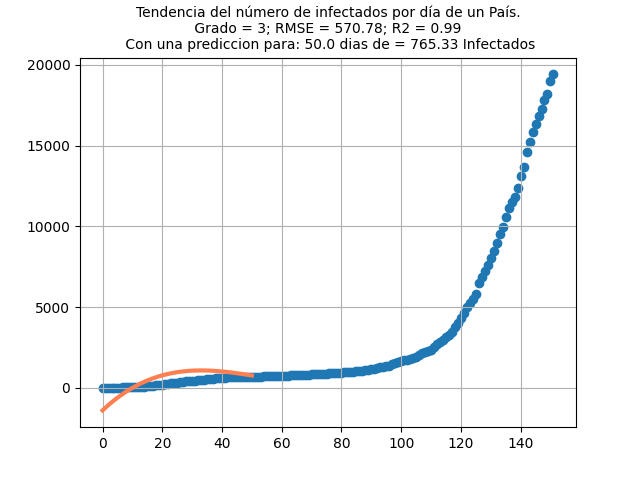 Tendencia del número de infectados por día de un País.
Grado = 3; RMSE = 570.78; R2 = 0.99
Con una prediccion para: 50.0 dias de = 765.33 Infectados
20000
15000
10000
5000
0
0 20 40 60 80 100 120 140